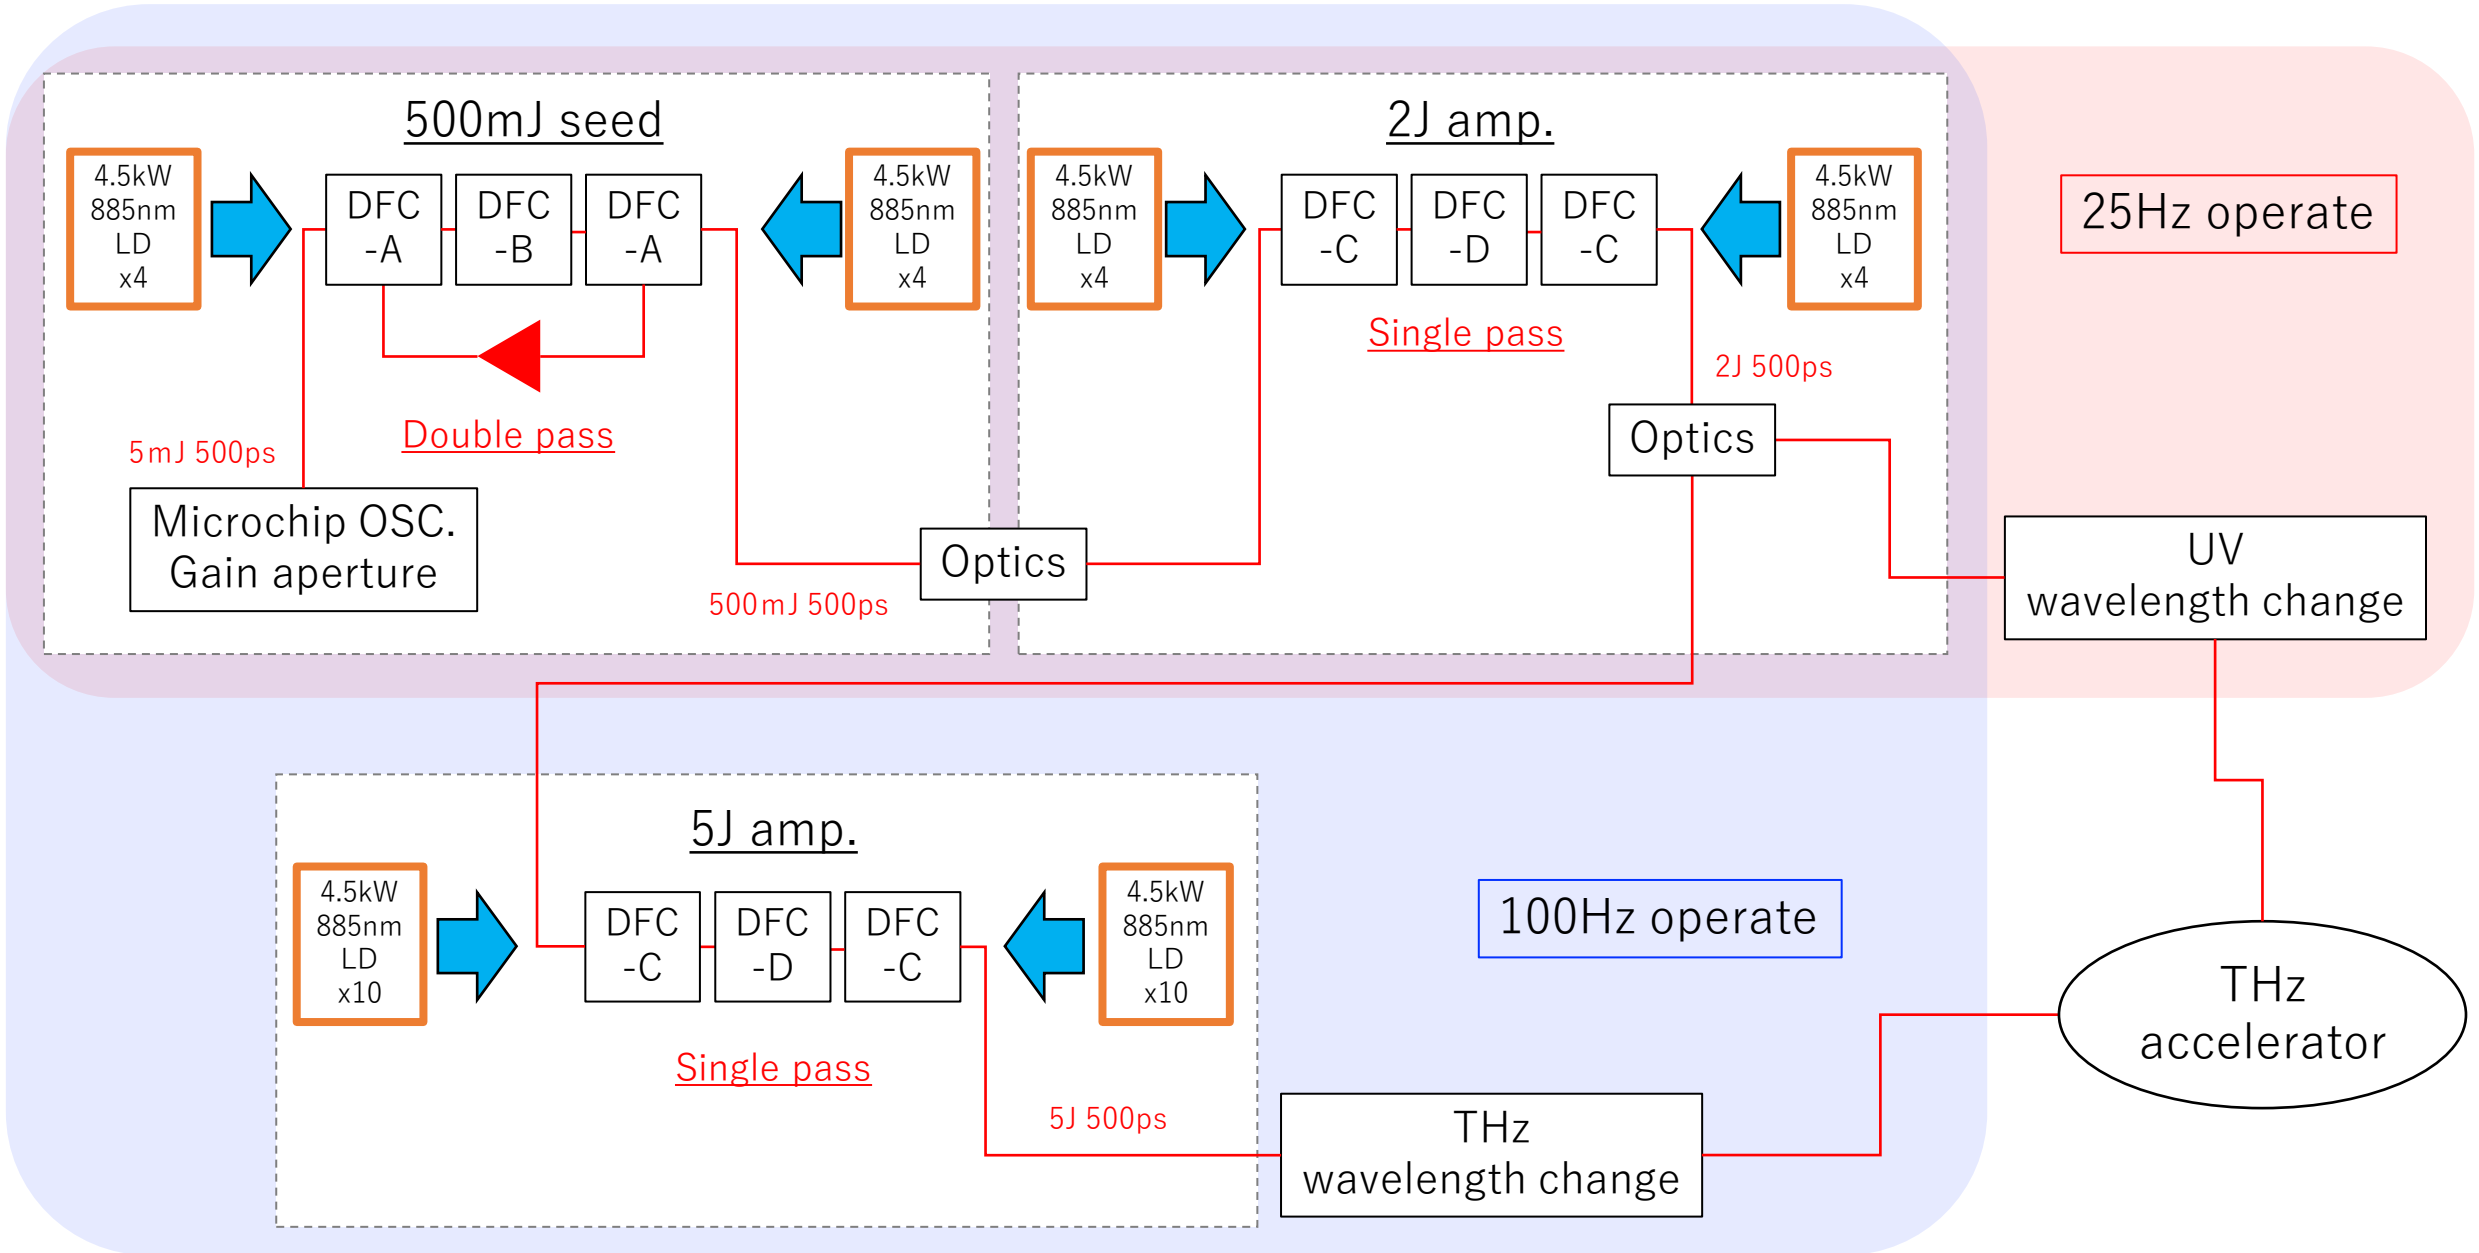 500mJ seed
4.5kW
885nm
LD
x4
DFC
-A
DFC
-B
DFC
-A
4.5kW
885nm
LD
x4
Double pass
5mJ 500ps
Microchip OSC.
Gain aperture
500mJ 500ps
Optics
2J amp.
4.5kW
885nm
LD
x4
DFC
-C
DFC
-D
DFC
-C
4.5kW
885nm
LD
x4
Single pass
2J 500ps
Optics
25Hz operate
UV
wavelength change
5J amp.
4.5kW
885nm
LD
x10
DFC
-C
DFC
-D
DFC
-C
4.5kW
885nm
LD
x10
Single pass
5J 500ps
100Hz operate
THz
wavelength change
THz
accelerator